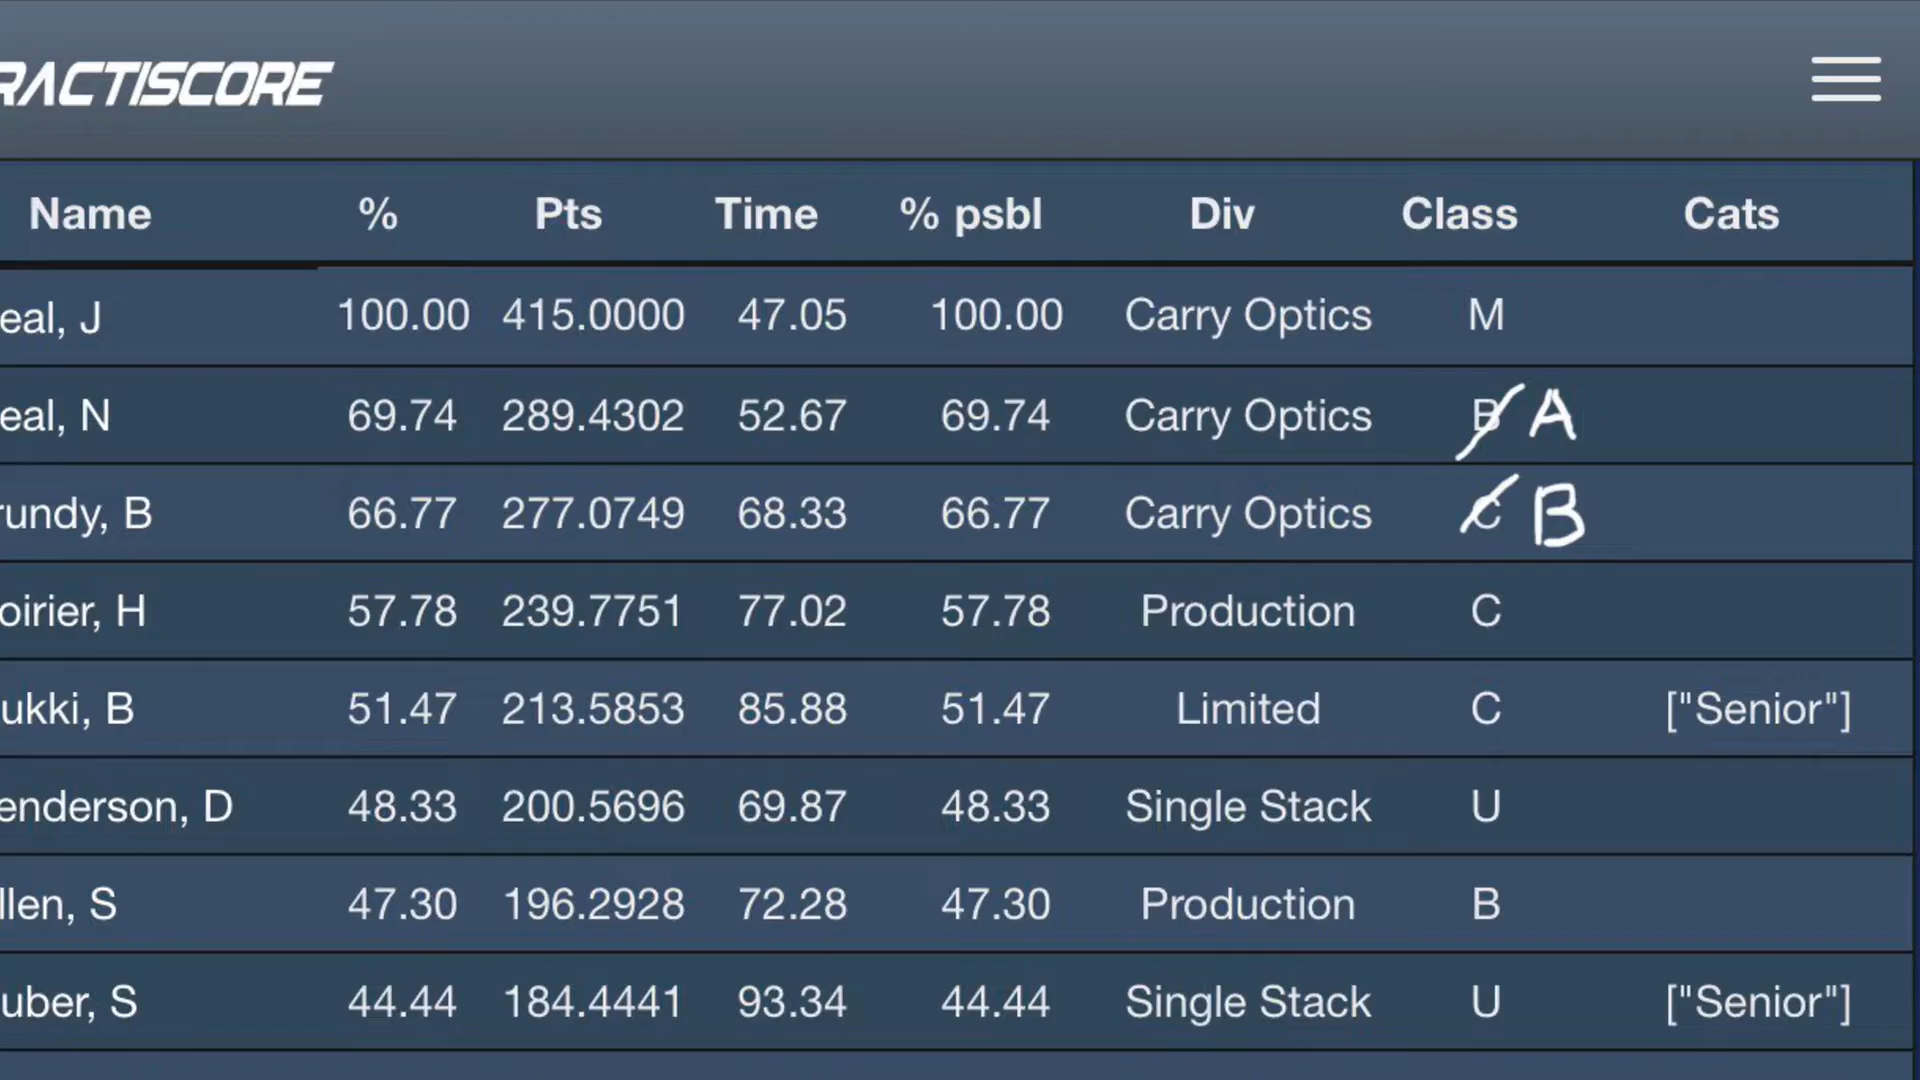 RACTISCORE
Name % Pts Time % psbl Div Class Cats
eal, J 100.00 415.0000 47.05 100.00 Carry Optics M
eal, N 69.74 289.4302 52.67 69.74 Carry Optics B A
rundy, B 66.77 277.0749 68.33 66.77 Carry Optics C B
oirier, H 57.78 239.7751 77.02 57.78 Production C
ukki, B 51.47 213.5853 85.88 51.47 Limited C ["Senior"]
enderson, D 48.33 200.5696 69.87 48.33 Single Stack U
llen, S 47.30 196.2928 72.28 47.30 Production B
uber, S 44.44 184.4441 93.34 44.44 Single Stack U ["Senior"]